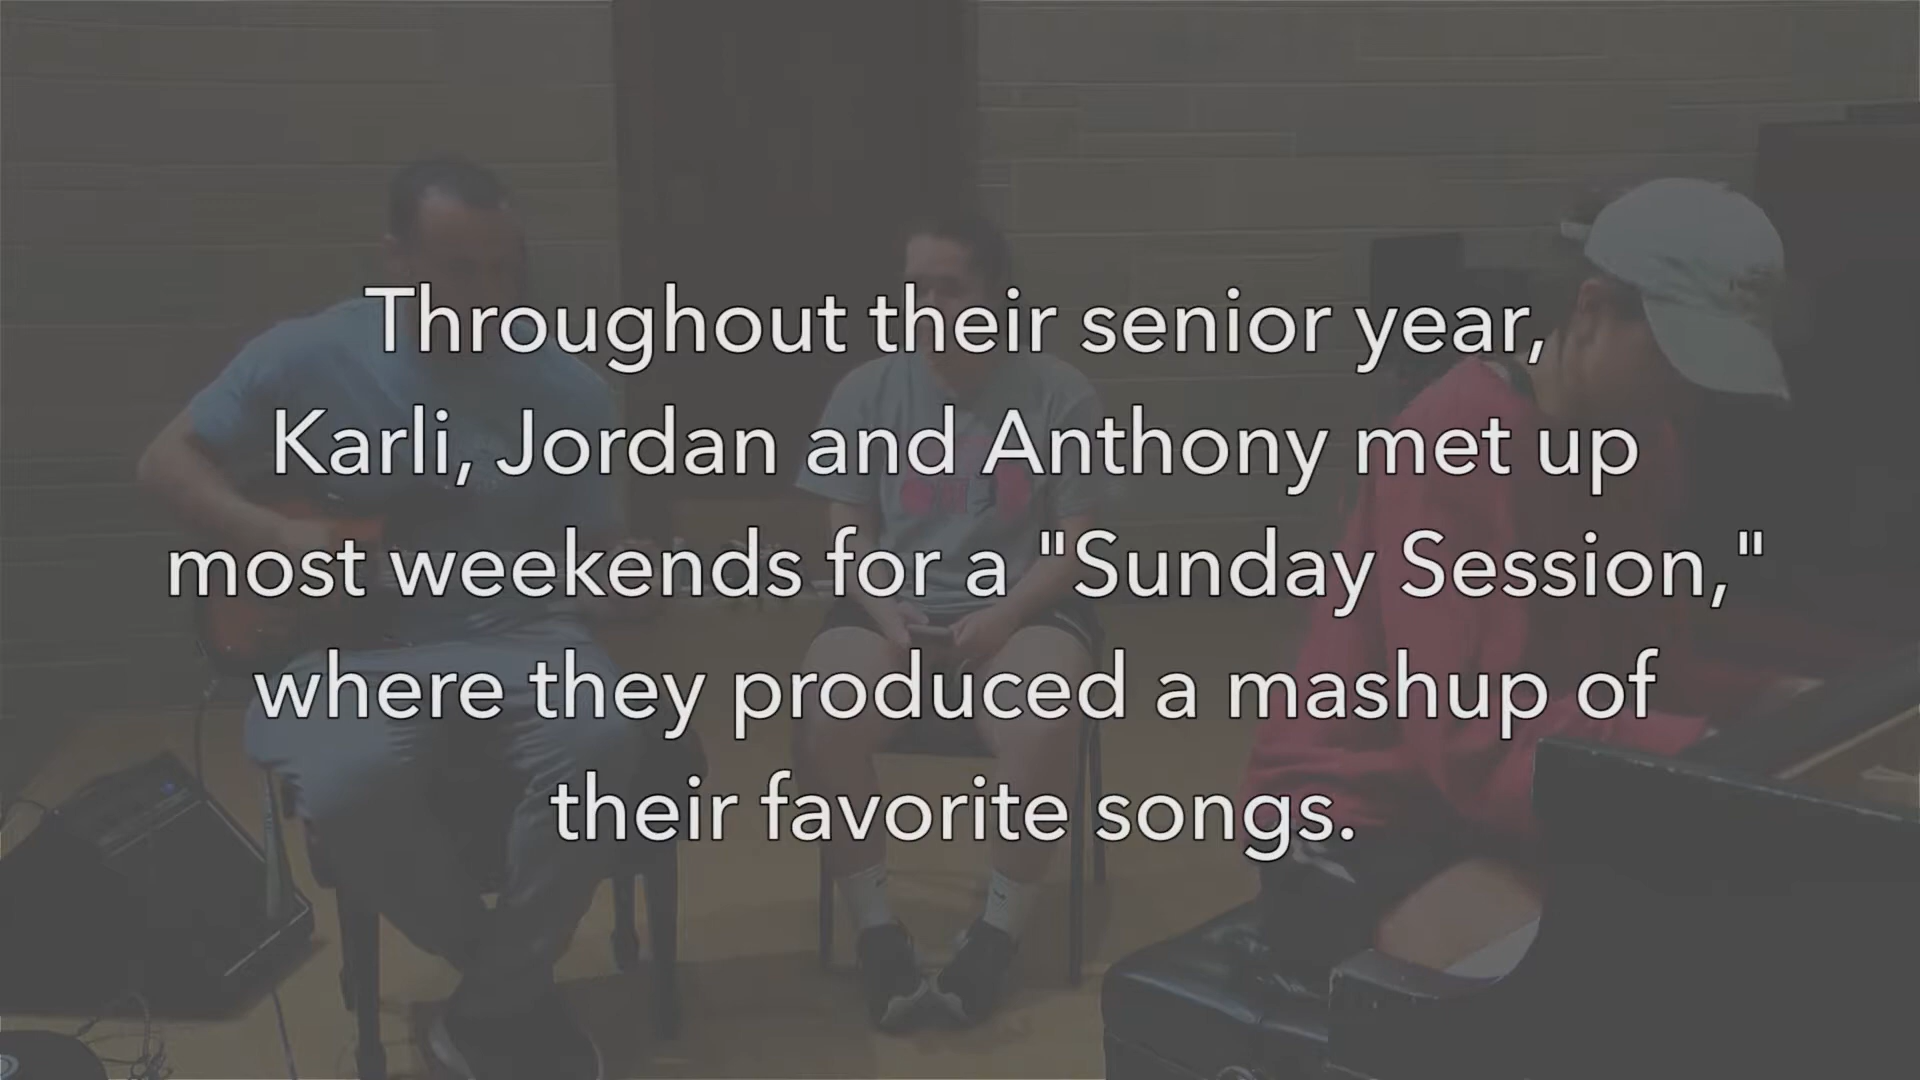 Throughout their senior year,
Karli, Jordan and Anthony met up
most weekends for a "Sunday Session,"
where they produced a mashup of
their favorite songs.